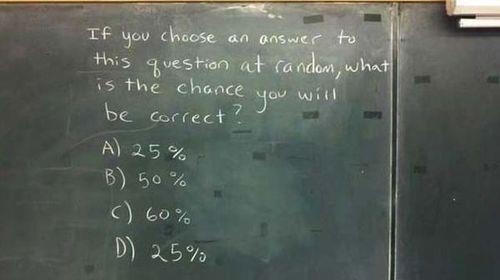 If you choose an answer to
this question at random, what
is the chance you will
be correct?
A) 25%
B) 50%
C) 60%
D) 25%